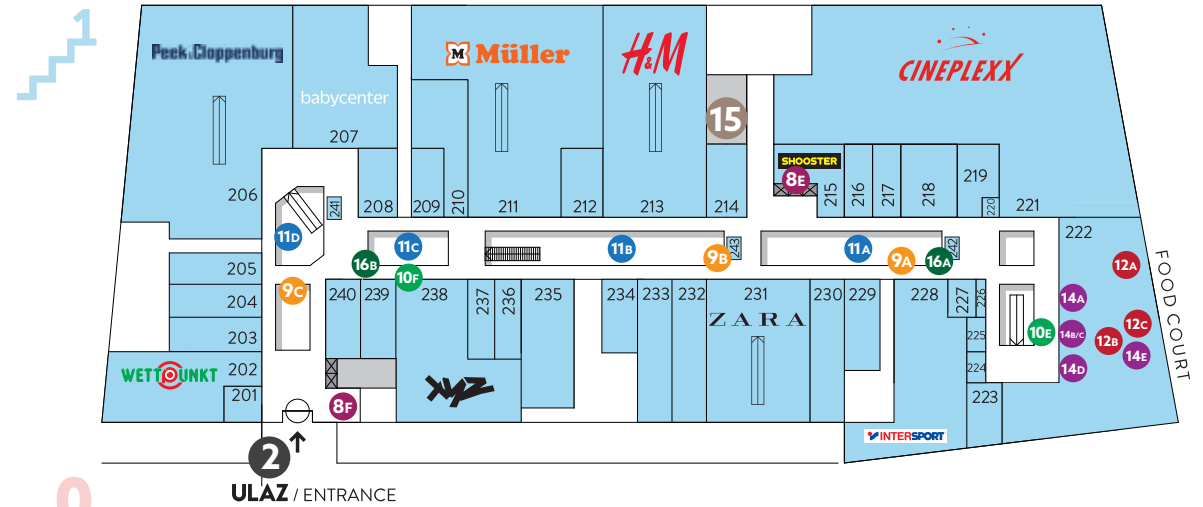 1
Peek&Cloppenburg
babycenter
M Müller
H&M
CINEPLEXX
15
SHOOSTER
8E
207
206
241
208
209
210
211
212
213
214
215
216
217
218
219
220
221
222
11D
11C
11B
243
11A
242
16B
10F
9B
9A
16A
12A
FOOD COURT
205
9C
204
203
240
239
238
237
236
235
234
233
232
231
ZARA
230
229
228
227
226
225
224
223
10E
14A
14B/C
12C
12B
14E
14D
WETTPUNKT
202
201
XYZ
8F
INTERSPORT
2
ULAZ / ENTRANCE
0